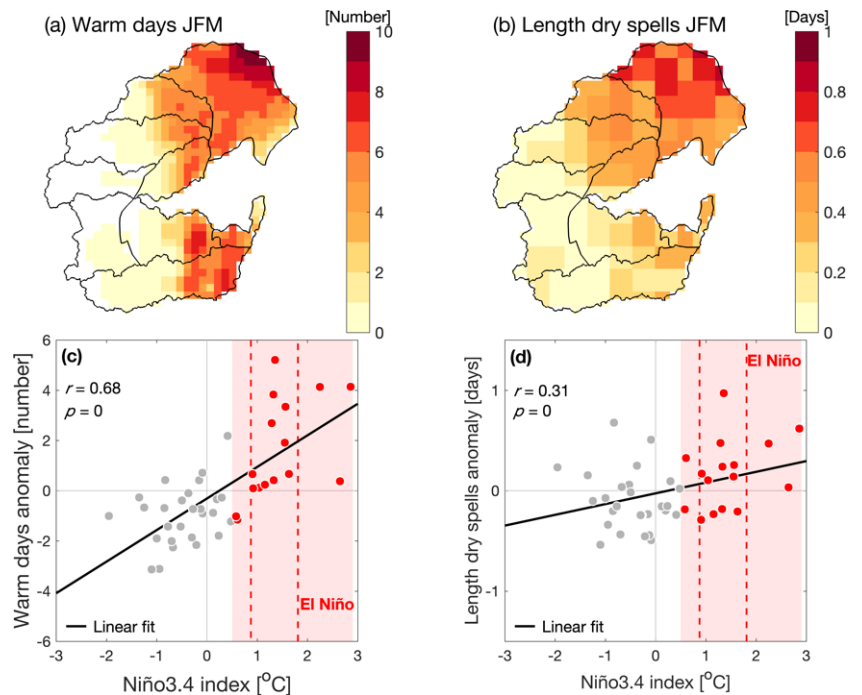 (a) Warm days JFM
[Number]
10
8
6
4
2
0
(b) Length dry spells JFM
[Days]
1
0.8
0.6
0.4
0.2
0
(c)
r = 0.68
p = 0
El Niño
Linear fit
6
4
2
0
-2
-4
-6
Warm days anomaly [number]
-3 -2 -1 0 1 2 3
Niño3.4 index [°C]
(d)
r = 0.31
p = 0
El Niño
Linear fit
1
0
-1
Length dry spells anomaly [days]
-3 -2 -1 0 1 2 3
Niño3.4 index [°C]